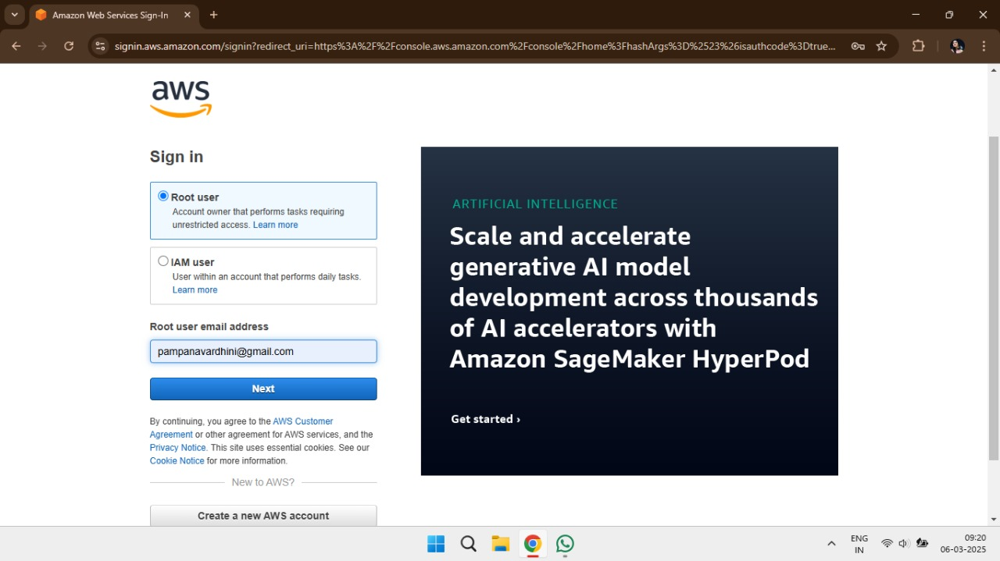 Amazon Web Services Sign-In
signin.aws.amazon.com/signin?redirect_uri=https%3A%2F%2Fconsole.aws.amazon.com%2Fconsole%2Fhome%3FhashArgs%3D%2523%26isauthcode%3Dtrue...
aws
Sign in
Root user
Account owner that performs tasks requiring
unrestricted access. Learn more
IAM user
User within an account that performs daily tasks.
Learn more
Root user email address
pampanavardhini@gmail.com
Next
By continuing, you agree to the AWS Customer
Agreement or other agreement for AWS services, and the
Privacy Notice. This site uses essential cookies. See our
Cookie Notice for more information.
New to AWS?
Create a new AWS account
ARTIFICIAL INTELLIGENCE
Scale and accelerate
generative AI model
development across thousands
of AI accelerators with
Amazon SageMaker HyperPod
Get started ›
ENG
IN
09:20
06-03-2025